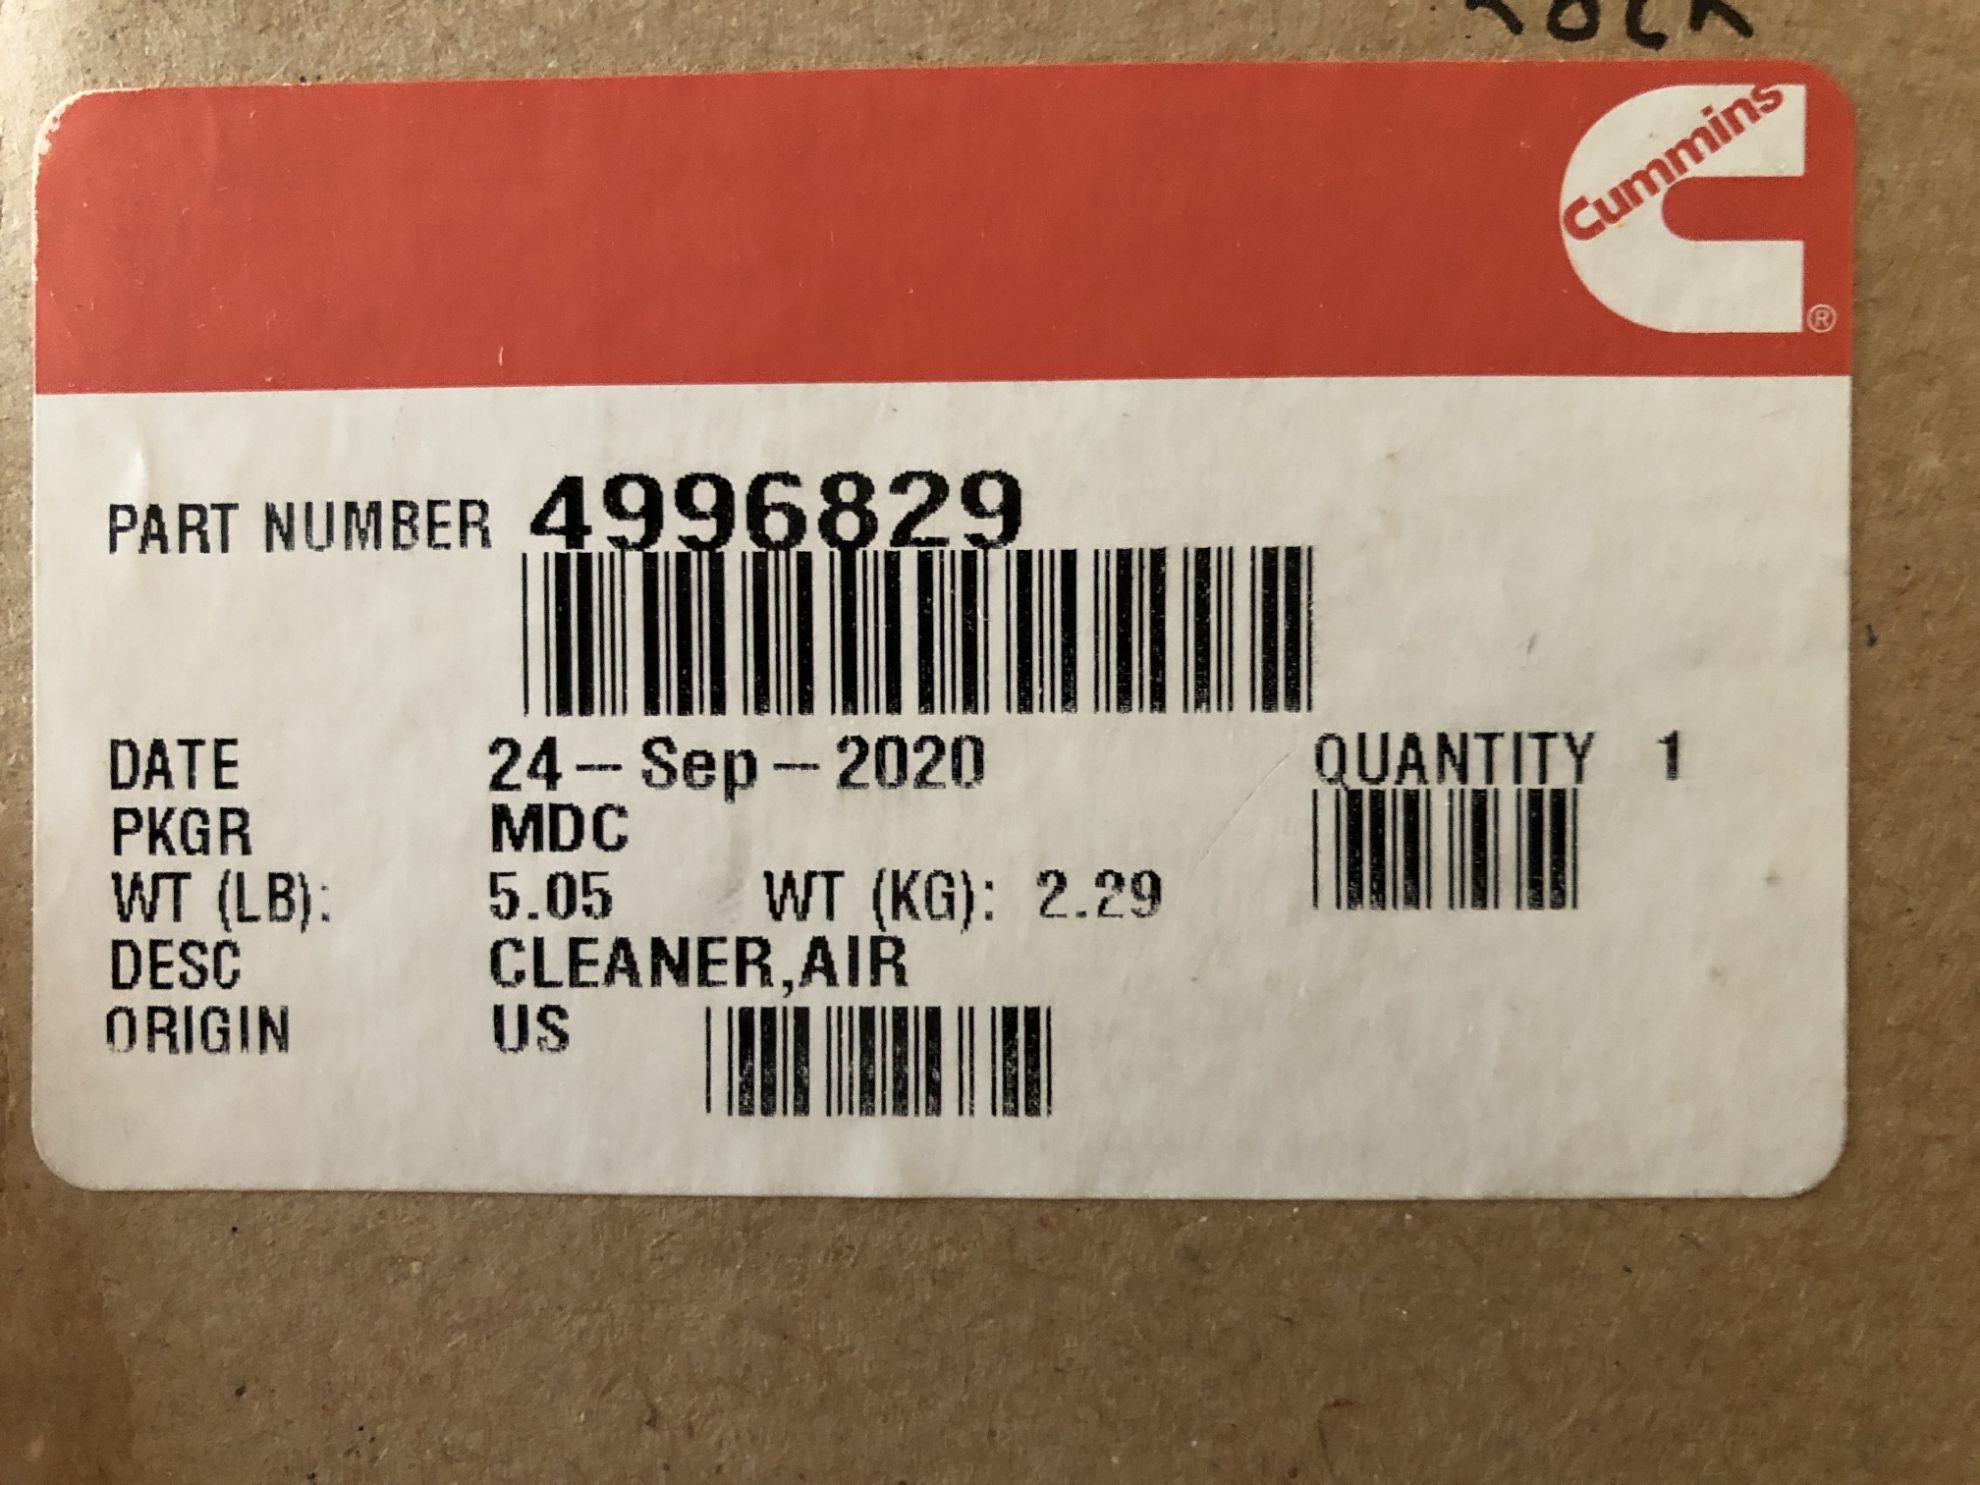 Cummins
®
PART NUMBER 4996829
DATE 24-Sep-2020 QUANTITY 1
PKGR MDC
WT (LB): 5.05 WT (KG): 2.29
DESC CLEANER,AIR
ORIGIN US